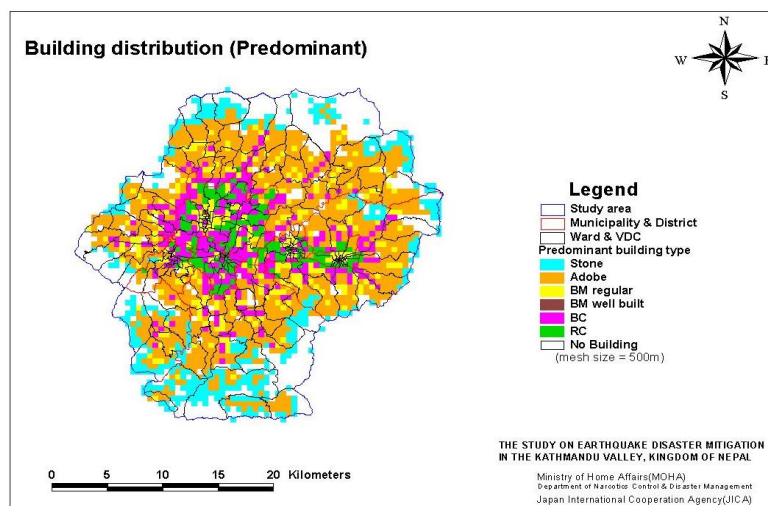 Building distribution (Predominant)
N
W E
S
Legend
Study area
Municipality & District
Ward & VDC
Predominant building type
Stone
Adobe
BM regular
BM well built
BC
RC
No Building
(mesh size = 500m)
0 5 10 15 20 Kilometers
THE STUDY ON EARTHQUAKE DISASTER MITIGATION
IN THE KATHMANDU VALLEY, KINGDOM OF NEPAL
Ministry of Home Affairs(MOHA)
Department of Narcotics Control & Disaster Management
Japan International Cooperation Agency(JICA)